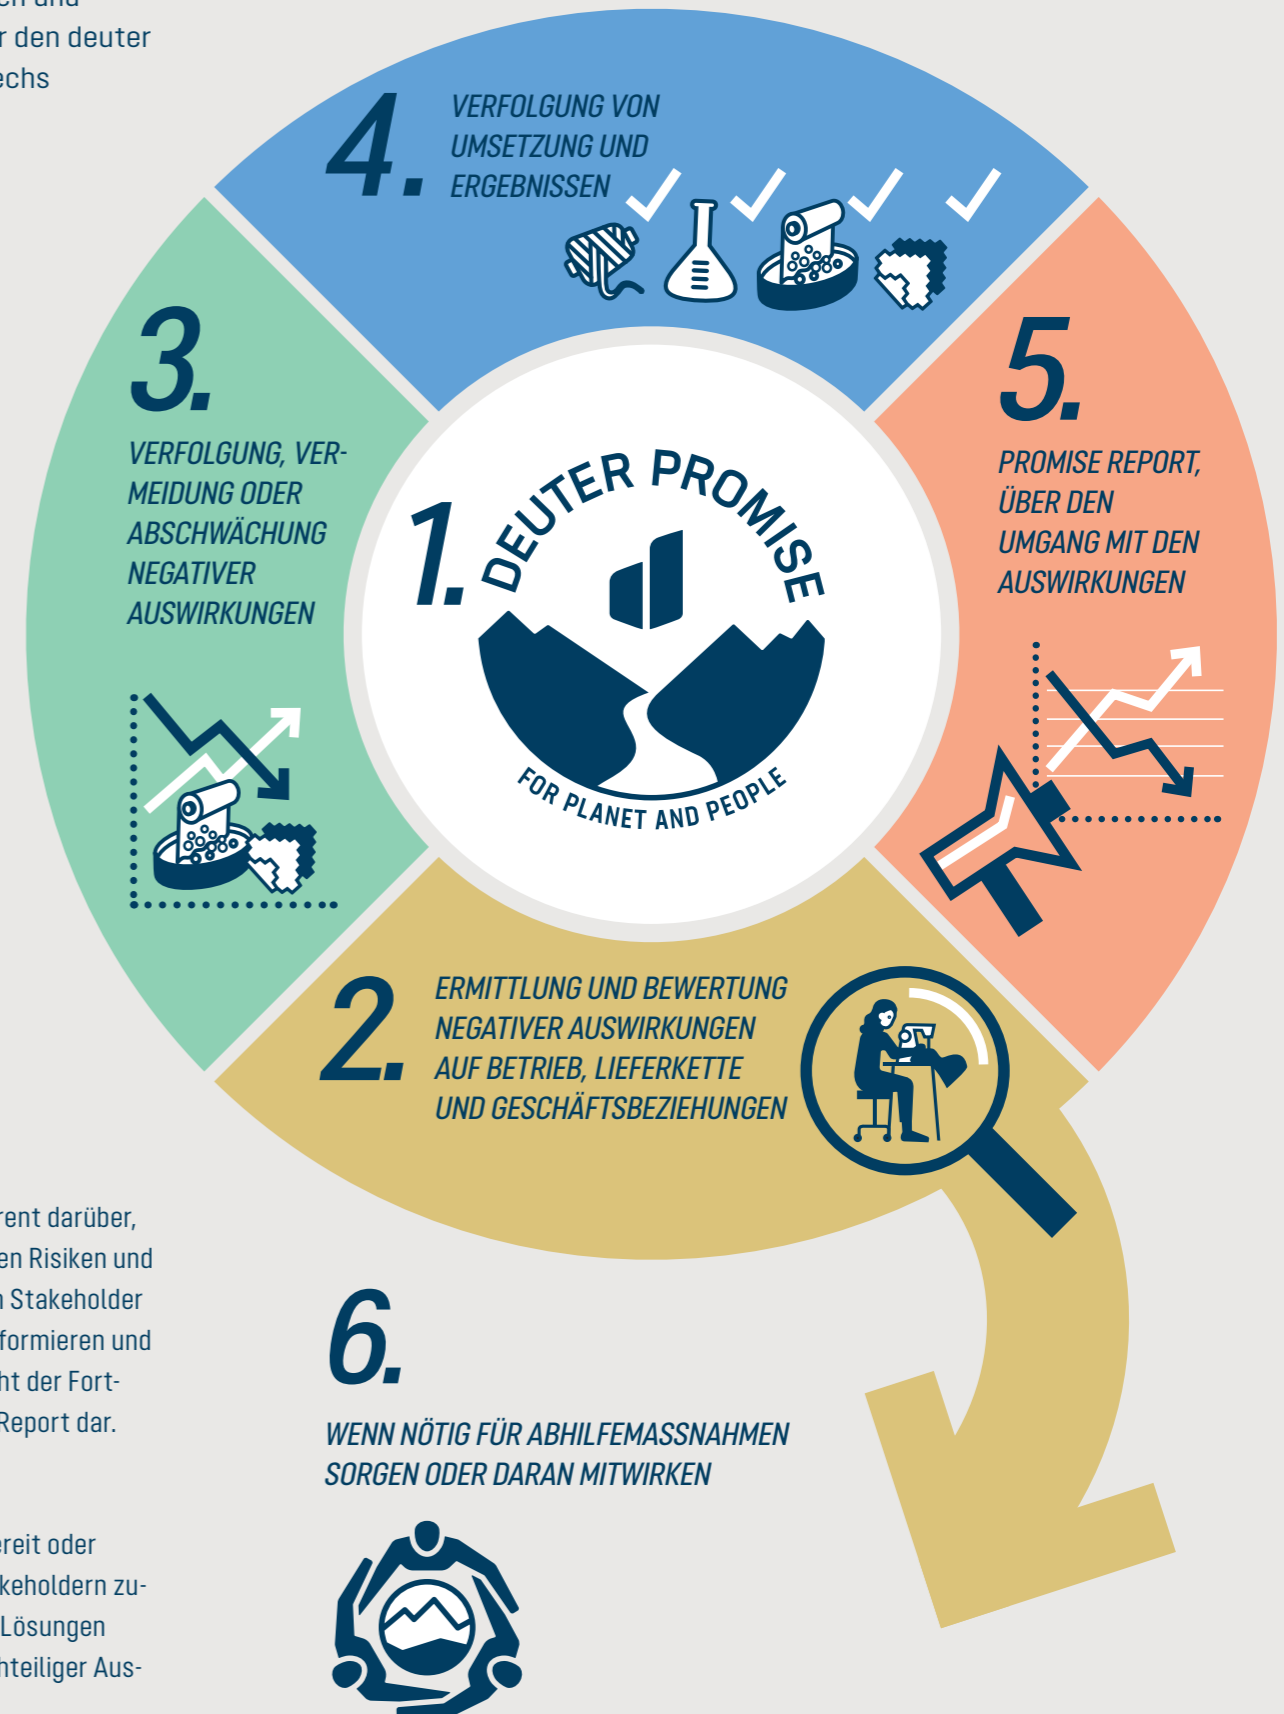 r den deuter
echs
4.
VERFOLGUNG VON
UMSETZUNG UND
ERGEBNISSEN
3.
VERFOLGUNG, VER-
MEIDUNG ODER
ABSCHWÄCHUNG
NEGATIVER
AUSWIRKUNGEN
5.
PROMISE REPORT,
ÜBER DEN
UMGANG MIT DEN
AUSWIRKUNGEN
1.
DEUTER PROMISE
FOR PLANET AND PEOPLE
2.
ERMITTLUNG UND BEWERTUNG
NEGATIVER AUSWIRKUNGEN
AUF BETRIEB, LIEFERKETTE
UND GESCHÄFTSBEZIEHUNGEN
rent darüber,
en Risiken und
n Stakeholder
formieren und
ht der Fort-
Report dar.
6.
WENN NÖTIG FÜR ABHILFEMASSNAHMEN
SORGEN ODER DARAN MITWIRKEN
ereit oder
keholdern zu-
Lösungen
hteiliger Aus-